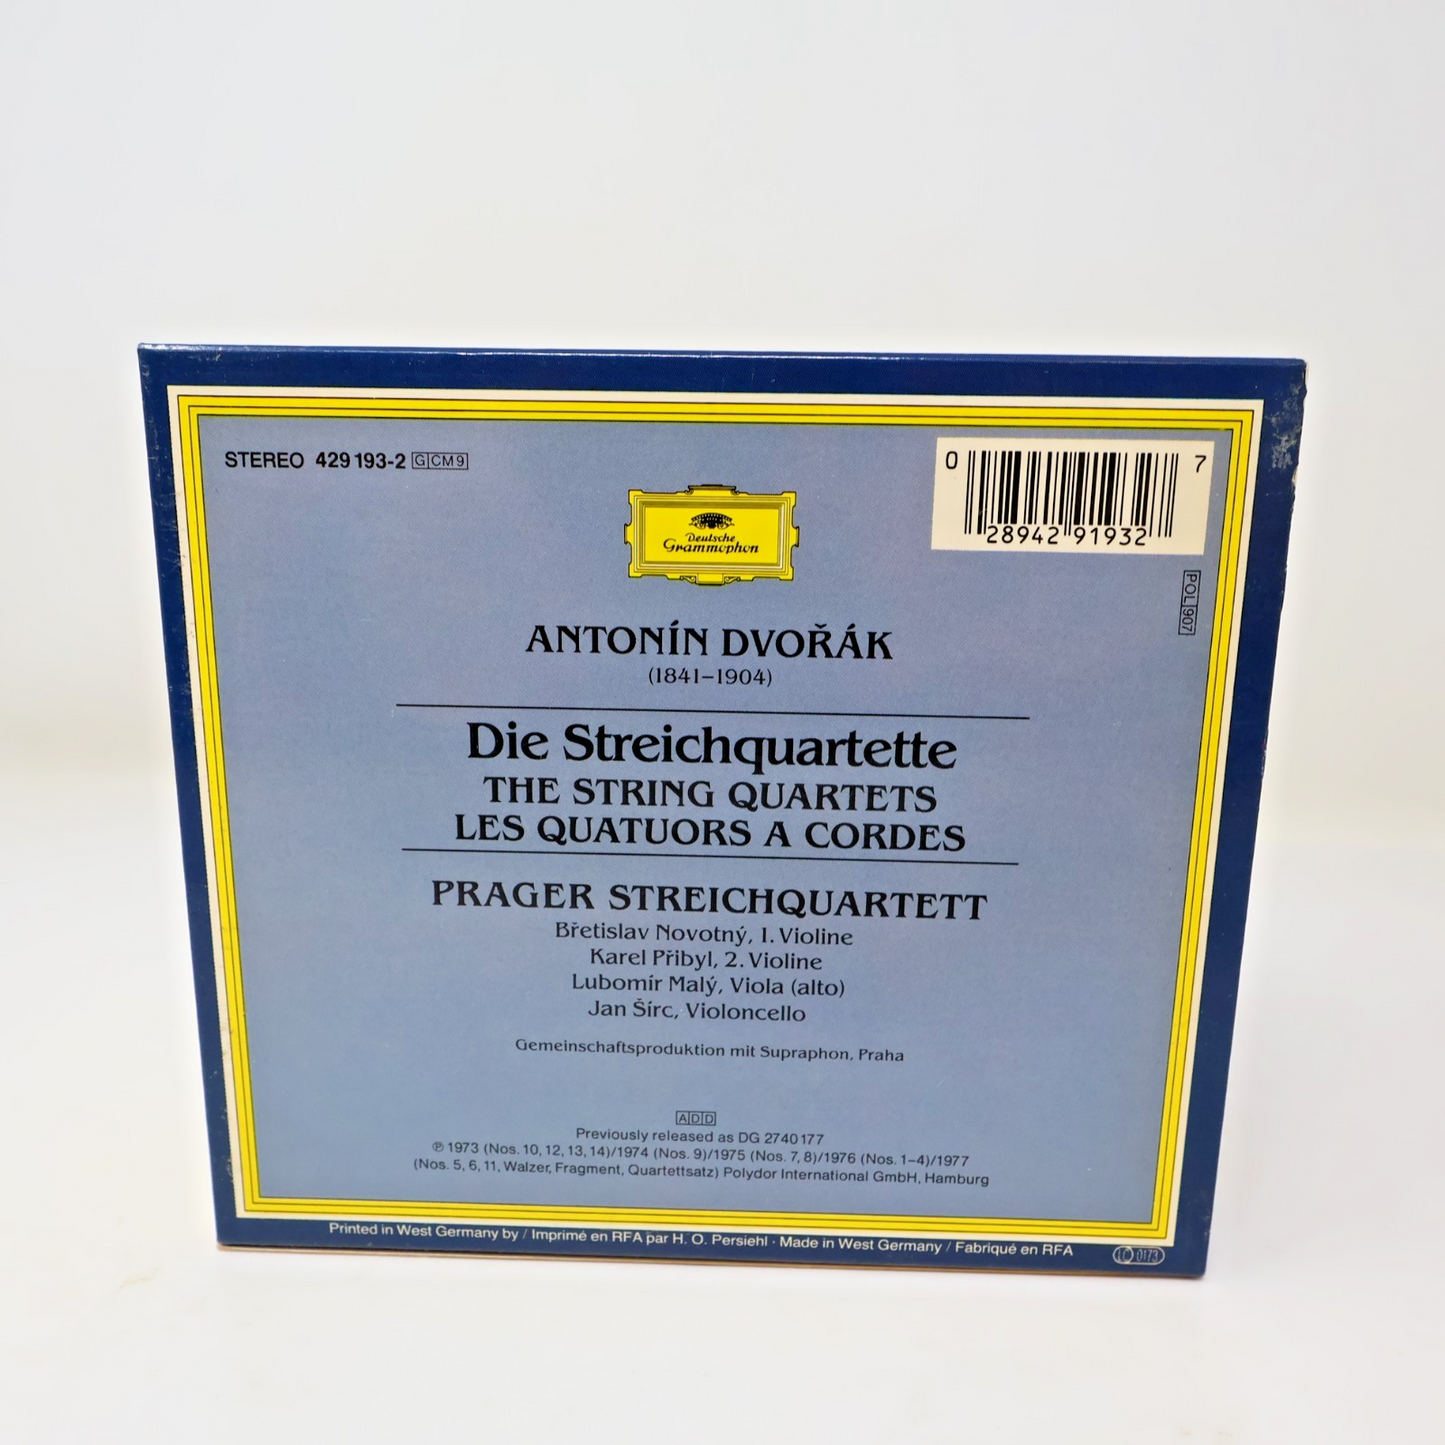 STEREO 429 193-2 G CM 9
0 28942 91932 7
POL 907
Deutsche
Grammophon
ANTONÍN DVOŘÁK
(1841–1904)
Die Streichquartette
THE STRING QUARTETS
LES QUATUORS A CORDES
PRAGER STREICHQUARTETT
Břetislav Novotný, 1. Violine
Karel Přibyl, 2. Violine
Lubomír Malý, Viola (alto)
Jan Šírc, Violoncello
Gemeinschaftsproduktion mit Supraphon, Praha
ADD
Previously released as DG 2740 177
℗ 1973 (Nos. 10, 12, 13, 14)/1974 (Nos. 9)/1975 (Nos. 7, 8)/1976 (Nos. 1–4)/1977
(Nos. 5, 6, 11, Walzer, Fragment, Quartettsatz) Polydor International GmbH, Hamburg
Printed in West Germany by / Imprimé en RFA par H. O. Persiehl · Made in West Germany / Fabriqué en RFA
LC 0173